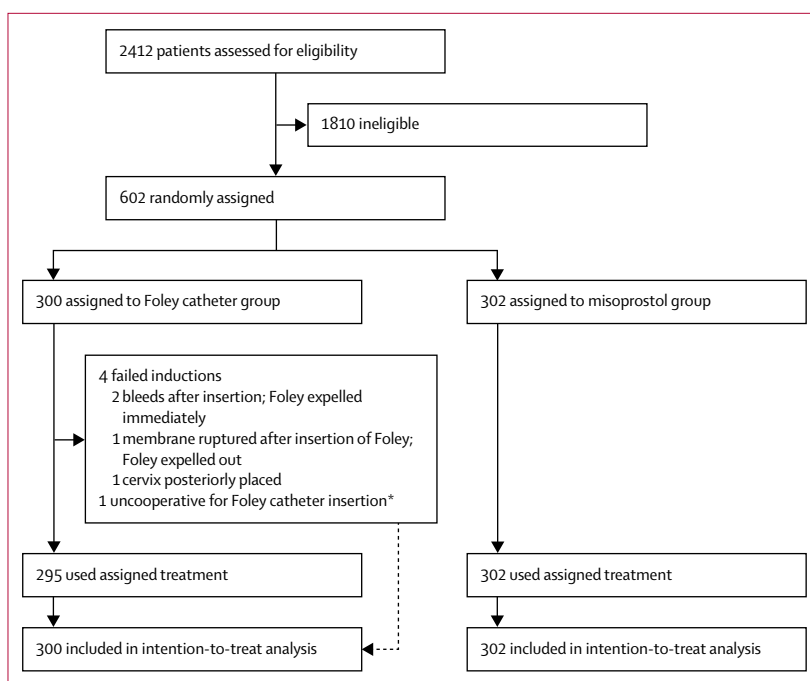 2412 patients assessed for eligibility
1810 ineligible
602 randomly assigned
300 assigned to Foley catheter group
302 assigned to misoprostol group
4 failed inductions
2 bleeds after insertion; Foley expelled
immediately
1 membrane ruptured after insertion of Foley;
Foley expelled out
1 cervix posteriorly placed
1 uncooperative for Foley catheter insertion*
295 used assigned treatment
302 used assigned treatment
300 included in intention-to-treat analysis
302 included in intention-to-treat analysis